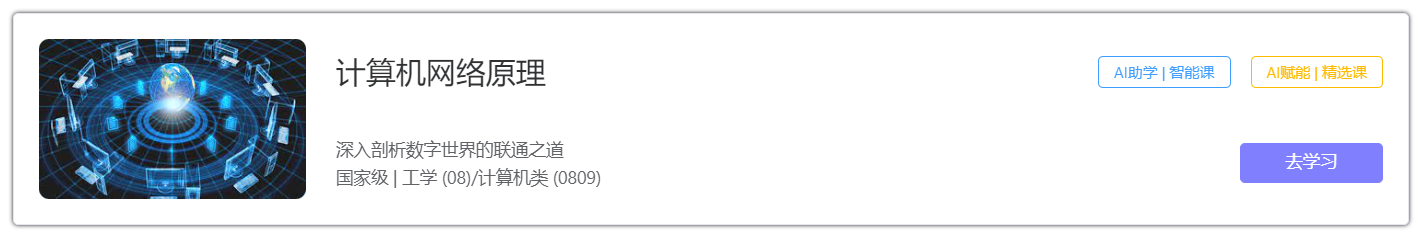 计算机网络原理
AI助学 | 智能课
AI赋能 | 精选课
深入剖析数字世界的联通之道
国家级 | 工学 (08)/计算机类 (0809)
去学习